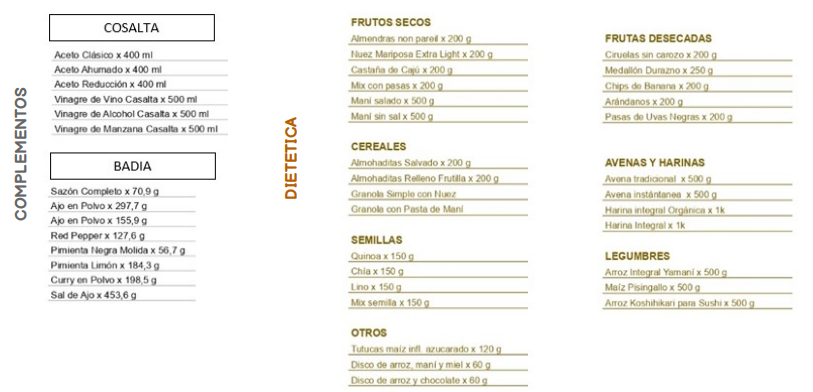 COMPLEMENTOS
COSALTA
Aceto Clásico x 400 ml
Aceto Ahumado x 400 ml
Aceto Reducción x 400 ml
Vinagre de Vino Casalta x 500 ml
Vinagre de Alcohol Casalta x 500 ml
Vinagre de Manzana Casalta x 500 ml
BADIA
Sazón Completo x 70,9 g
Ajo en Polvo x 297,7 g
Ajo en Polvo x 155,9 g
Red Pepper x 127,6 g
Pimienta Negra Molida x 56,7 g
Pimienta Limón x 184,3 g
Curry en Polvo x 198,5 g
Sal de Ajo x 453,6 g
DIETETICA
FRUTOS SECOS
Almendras non pareil x 200 g
Nuez Mariposa Extra Light x 200 g
Castaña de Cajú x 200 g
Mix con pasas x 200 g
Maní salado x 500 g
Maní sin sal x 500 g
CEREALES
Almohaditas Salvado x 200 g
Almohaditas Relleno Frutilla x 200 g
Granola Simple con Nuez
Granola con Pasta de Maní
SEMILLAS
Quinoa x 150 g
Chía x 150 g
Lino x 150 g
Mix semilla x 150 g
OTROS
Tutucas maíz infl. azucarado x 120 g
Disco de arroz, maní y miel x 60 g
Disco de arroz y chocolate x 60 g
FRUTAS DESECADAS
Ciruelas sin carozo x 200 g
Medallón Durazno x 250 g
Chips de Banana x 200 g
Arándanos x 200 g
Pasas de Uvas Negras x 200 g
AVENAS Y HARINAS
Avena tradicional x 500 g
Avena instántanea x 500 g
Harina integral Orgánica x 1k
Harina Integral x 1k
LEGUMBRES
Arroz Integral Yamaní x 500 g
Maíz Pisingallo x 500 g
Arroz Koshihikari para Sushi x 500 g